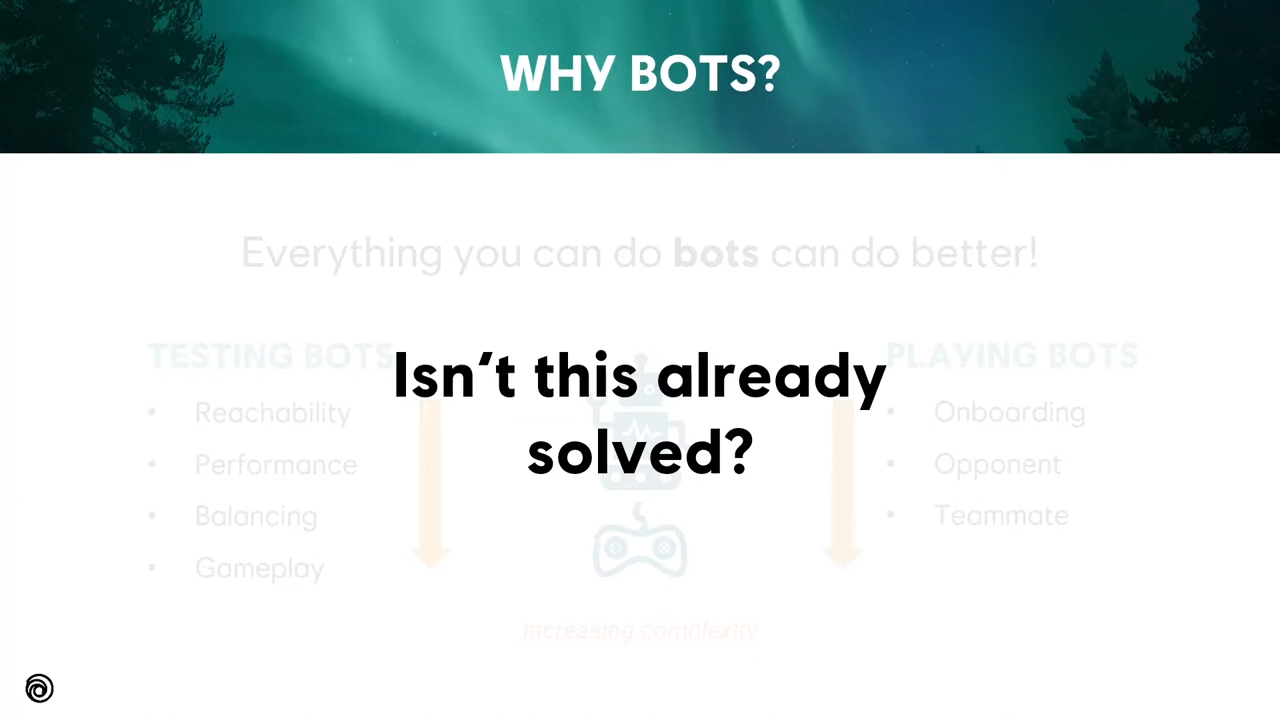 WHY BOTS?
Everything you can do bots can do better!
Isn't this already
solved?
TESTING BOTS
• Reachability
• Performance
• Balancing
• Gameplay
PLAYING BOTS
• Onboarding
• Opponent
• Teammate
Increasing complexity